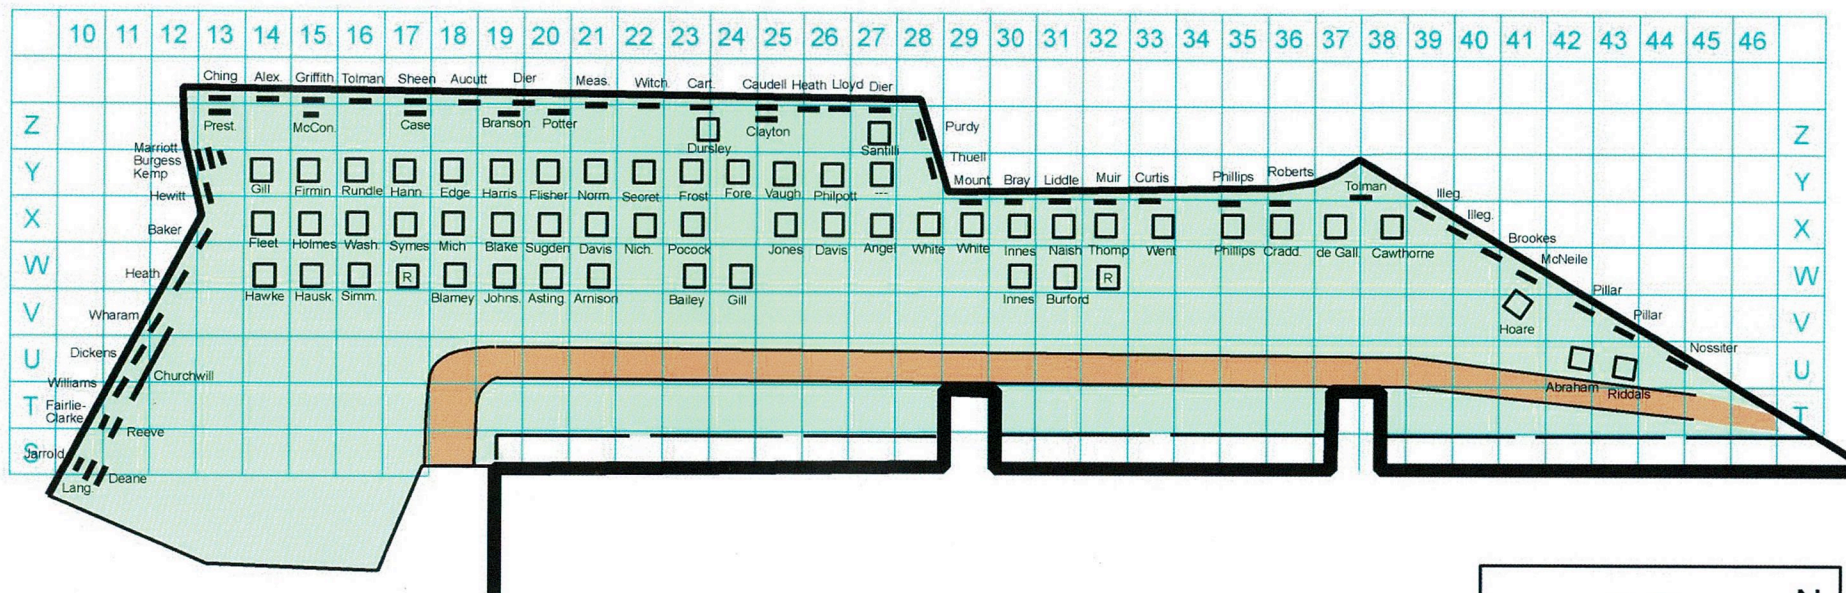 10 11 12 13 14 15 16 17 18 19 20 21 22 23 24 25 26 27 28 29 30 31 32 33 34 35 36 37 38 39 40 41 42 43 44 45 46
Ching Alex. Griffith Tolman Sheen Aucutt Dier Meas. Witch. Cart. Caudell Heath Lloyd Dier
Z Prest. McCon. Case Branson Potter Clayton Purdy Z
Dursley Santilli
Marriott
Burgess
Kemp
Thuell
Y Y
Gill Firmin Rundle Hann Edge Harris Flisher Norm. Secret. Frost Fore Vaugh Philpott ---
Mount. Bray Liddle Muir Curtis Phillips Roberts Tolman Illeg.
Hewitt
Illeg.
X X
Baker
Fleet Holmes Wash. Symes Mich Blake Sugden Davis Nich. Pocock Jones Davis Angel White White Innes Naish Thomp Went Phillips Cradd. de Gall. Cawthorne
Brookes
McNeile
W W
Heath
R R
Hawke Hausk. Simm. Blamey Johns. Asting. Arnison Bailey Gill Innes Burford
Pillar
V V
Wharam
Pillar
Hoare
Dickens
Nossiter
U U
Williams
Churchwill
Abraham Riddals
T T
Fairlie-
Clarke
Reeve
S
Jarrold
Lang. Deane
N